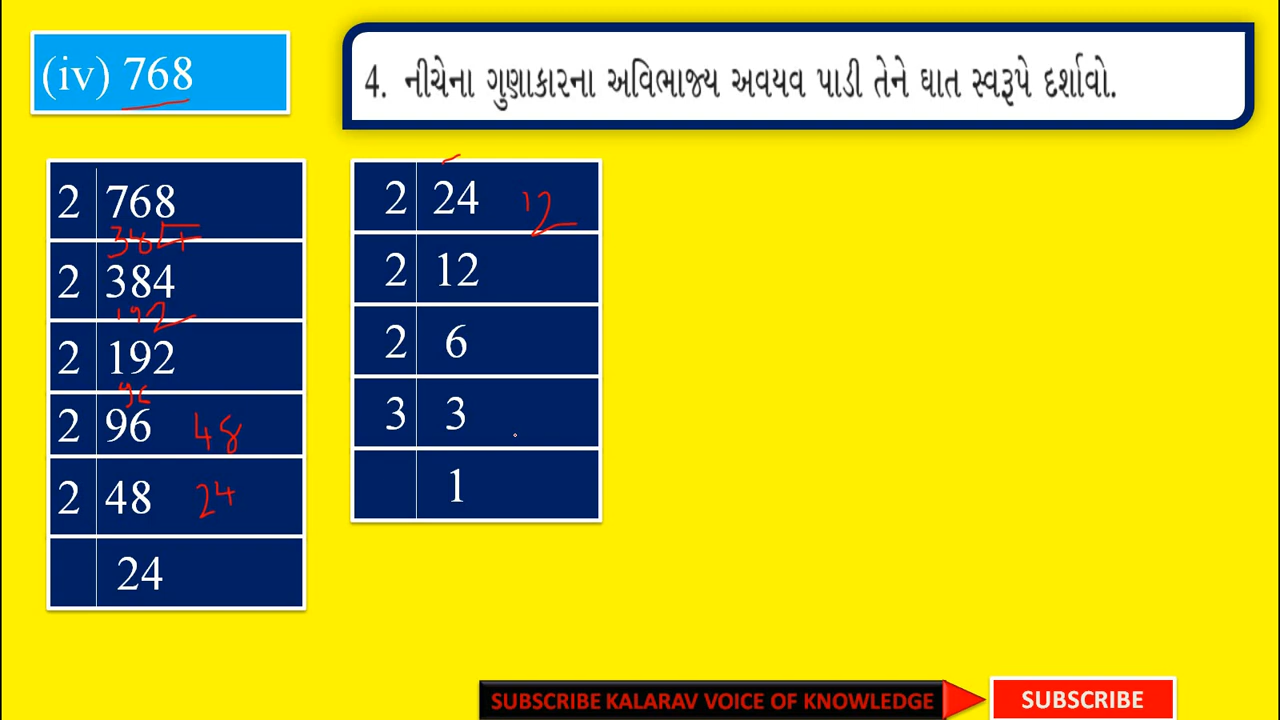 (iv) 768
4. નીચેના ગુણાકારના અવિભાજ્ય અવયવ પાડી તેને ઘાત સ્વરૂપે દર્શાવો.
2 768
384
2 384
192
2 192
96
2 96 48
2 48 24
24
2 24 12
2 12
2 6
3 3
1
SUBSCRIBE KALARAV VOICE OF KNOWLEDGE
SUBSCRIBE